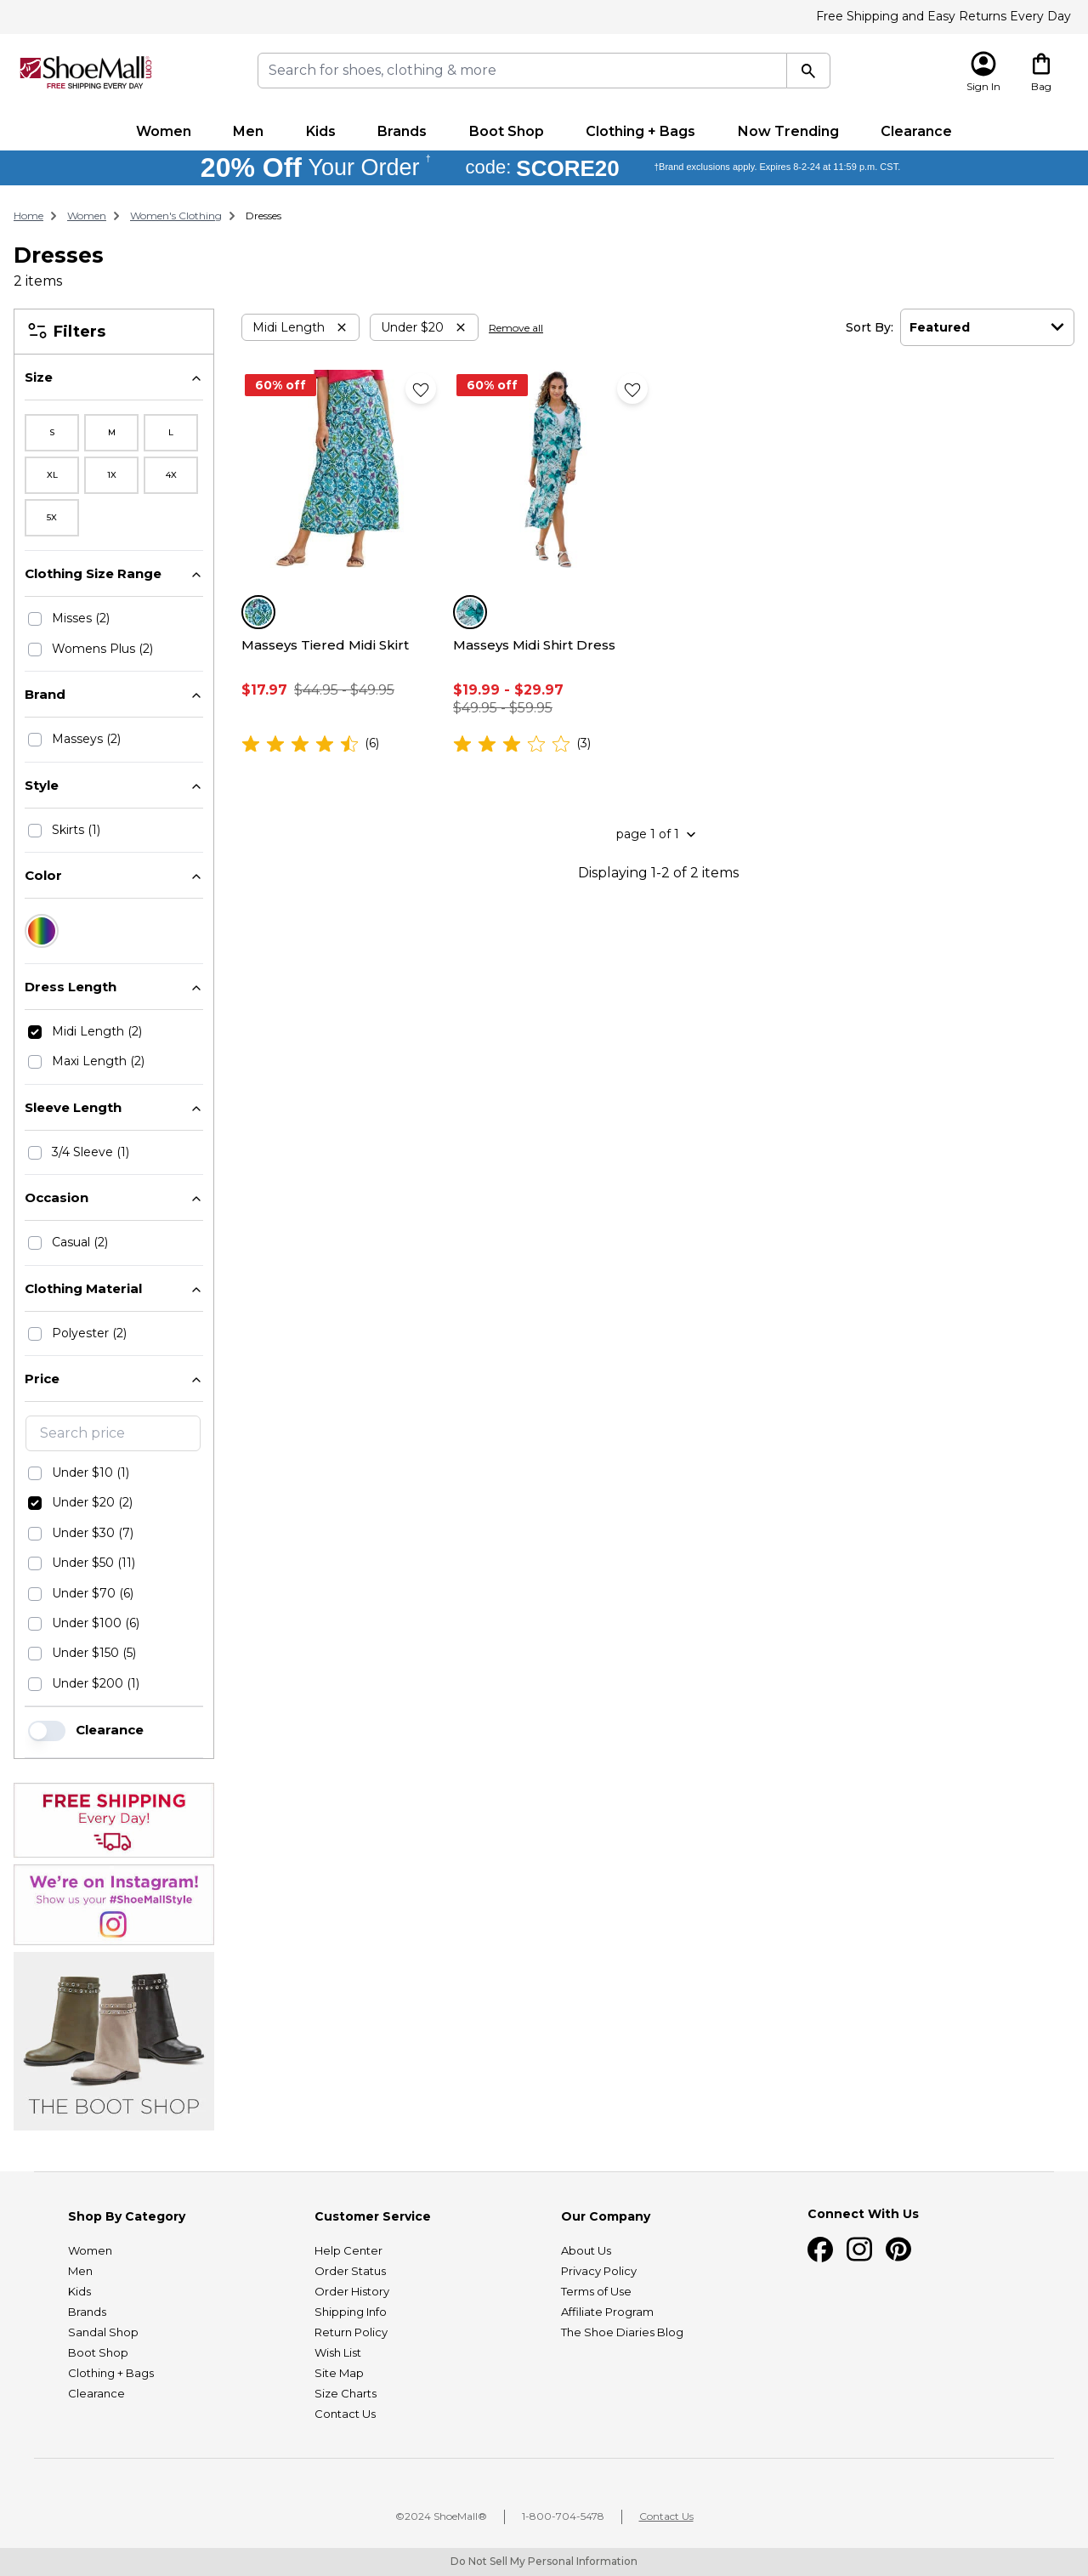 Free Shipping and Easy Returns Every Day
ShoeMall.com
FREE SHIPPING EVERY DAY
Search for shoes, clothing & more
Sign In
Bag
Women Men Kids Brands Boot Shop Clothing + Bags Now Trending Clearance
20% Off Your Order † code: SCORE20 †Brand exclusions apply. Expires 8-2-24 at 11:59 p.m. CST.
Home Women Women's Clothing Dresses
Dresses
2 items
Filters
Size
S M L
XL 1X 4X
5X
Clothing Size Range
Misses (2)
Womens Plus (2)
Brand
Masseys (2)
Style
Skirts (1)
Color
Dress Length
Midi Length (2)
Maxi Length (2)
Sleeve Length
3/4 Sleeve (1)
Occasion
Casual (2)
Clothing Material
Polyester (2)
Price
Search price
Under $10 (1)
Under $20 (2)
Under $30 (7)
Under $50 (11)
Under $70 (6)
Under $100 (6)
Under $150 (5)
Under $200 (1)
Clearance
FREE SHIPPING
Every Day!
We're on Instagram!
Show us your #ShoeMallStyle
THE BOOT SHOP
Midi Length Under $20 Remove all
Sort By: Featured
60% off
Masseys Tiered Midi Skirt
$17.97 $44.95 - $49.95
(6)
60% off
Masseys Midi Shirt Dress
$19.99 - $29.97
$49.95 - $59.95
(3)
page 1 of 1
Displaying 1-2 of 2 items
Shop By Category
Women
Men
Kids
Brands
Sandal Shop
Boot Shop
Clothing + Bags
Clearance
Customer Service
Help Center
Order Status
Order History
Shipping Info
Return Policy
Wish List
Site Map
Size Charts
Contact Us
Our Company
About Us
Privacy Policy
Terms of Use
Affiliate Program
The Shoe Diaries Blog
Connect With Us
©2024 ShoeMall® 1-800-704-5478 Contact Us
Do Not Sell My Personal Information